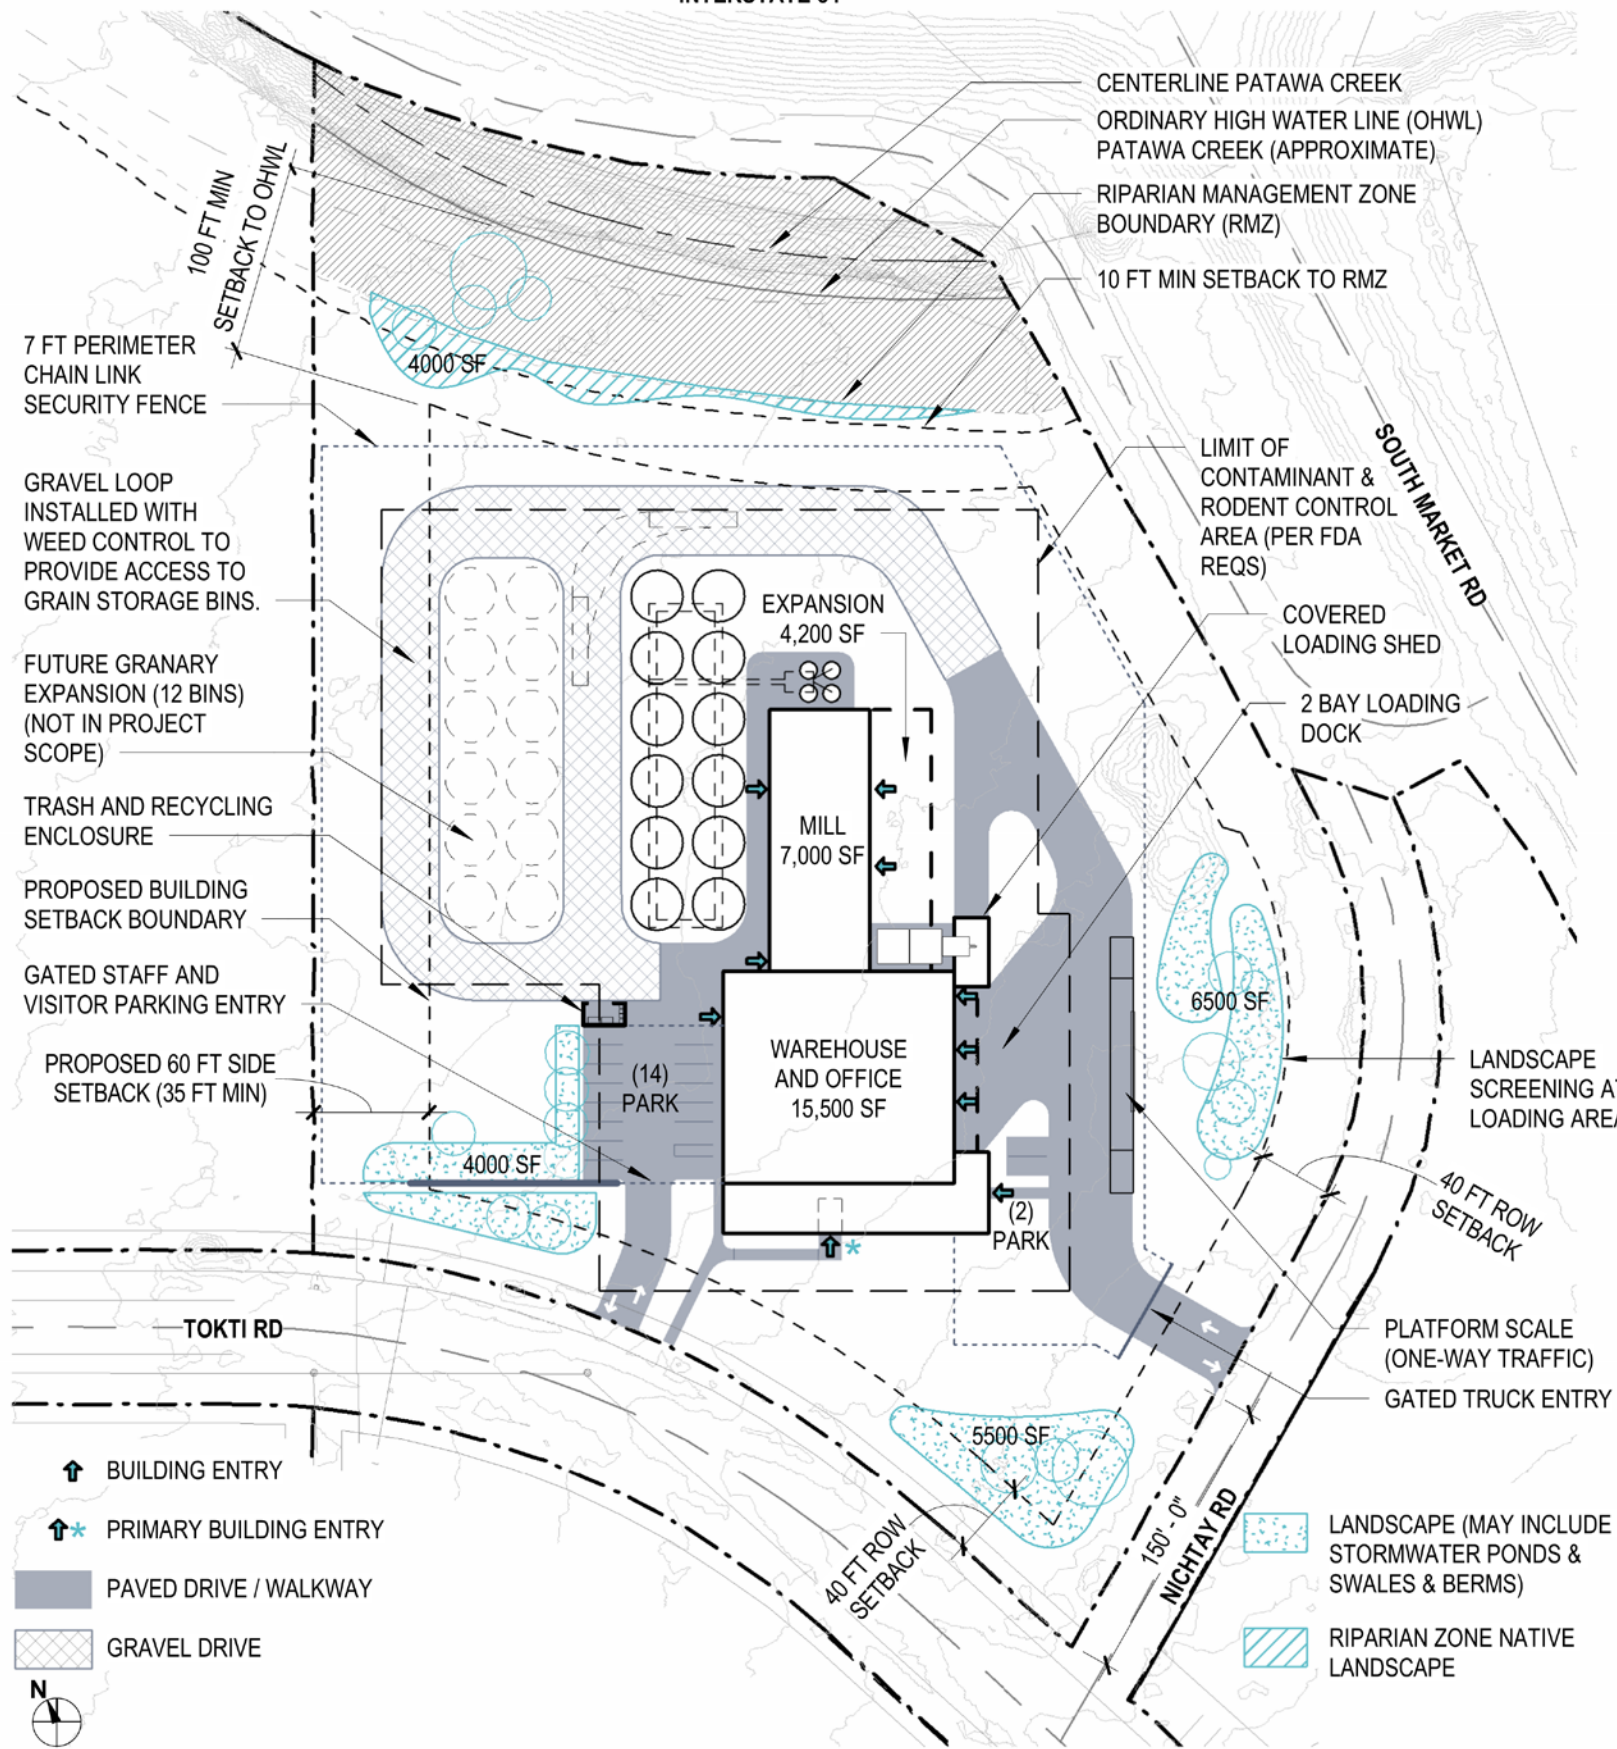 CENTERLINE PATAWA CREEK
ORDINARY HIGH WATER LINE (OHWL)
PATAWA CREEK (APPROXIMATE)
RIPARIAN MANAGEMENT ZONE
BOUNDARY (RMZ)
10 FT MIN SETBACK TO RMZ
100 FT MIN
SETBACK TO OHWL
4000 SF
7 FT PERIMETER
CHAIN LINK
SECURITY FENCE
SOUTH MARKET RD
LIMIT OF
CONTAMINANT &
RODENT CONTROL
AREA (PER FDA
REQS)
GRAVEL LOOP
INSTALLED WITH
WEED CONTROL TO
PROVIDE ACCESS TO
GRAIN STORAGE BINS.
EXPANSION
4,200 SF
COVERED
LOADING SHED
FUTURE GRANARY
EXPANSION (12 BINS)
(NOT IN PROJECT
SCOPE)
2 BAY LOADING
DOCK
TRASH AND RECYCLING
ENCLOSURE
MILL
7,000 SF
PROPOSED BUILDING
SETBACK BOUNDARY
GATED STAFF AND
VISITOR PARKING ENTRY
6500 SF
PROPOSED 60 FT SIDE
SETBACK (35 FT MIN)
(14)
PARK
WAREHOUSE
AND OFFICE
15,500 SF
LANDSCAPE
SCREENING AT
LOADING AREA
4000 SF
40 FT ROW
SETBACK
(2)
PARK
*
TOKTI RD
PLATFORM SCALE
(ONE-WAY TRAFFIC)
GATED TRUCK ENTRY
5500 SF
40 FT ROW
SETBACK
150' - 0"
NICHTAY RD
BUILDING ENTRY
* PRIMARY BUILDING ENTRY
PAVED DRIVE / WALKWAY
GRAVEL DRIVE
N
LANDSCAPE (MAY INCLUDE
STORMWATER PONDS &
SWALES & BERMS)
RIPARIAN ZONE NATIVE
LANDSCAPE